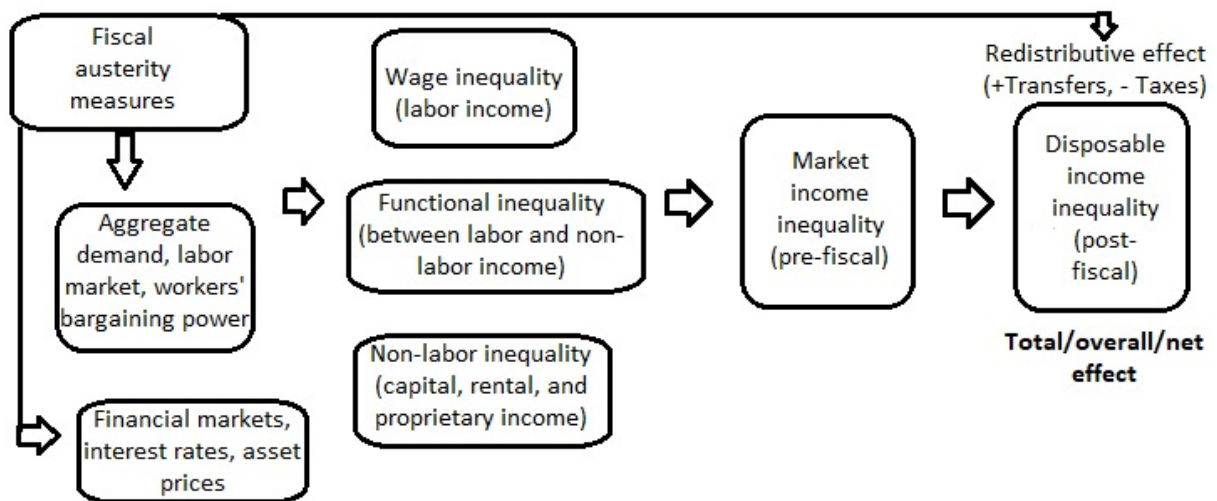 Fiscal
austerity
measures
Aggregate
demand, labor
market, workers'
bargaining power
Financial markets,
interest rates, asset
prices
Wage inequality
(labor income)
Functional inequality
(between labor and non-
labor income)
Non-labor inequality
(capital, rental, and
proprietary income)
Market
income
inequality
(pre-fiscal)
Redistributive effect
(+Transfers, - Taxes)
Disposable
income
inequality
(post-
fiscal)
Total/overall/net
effect